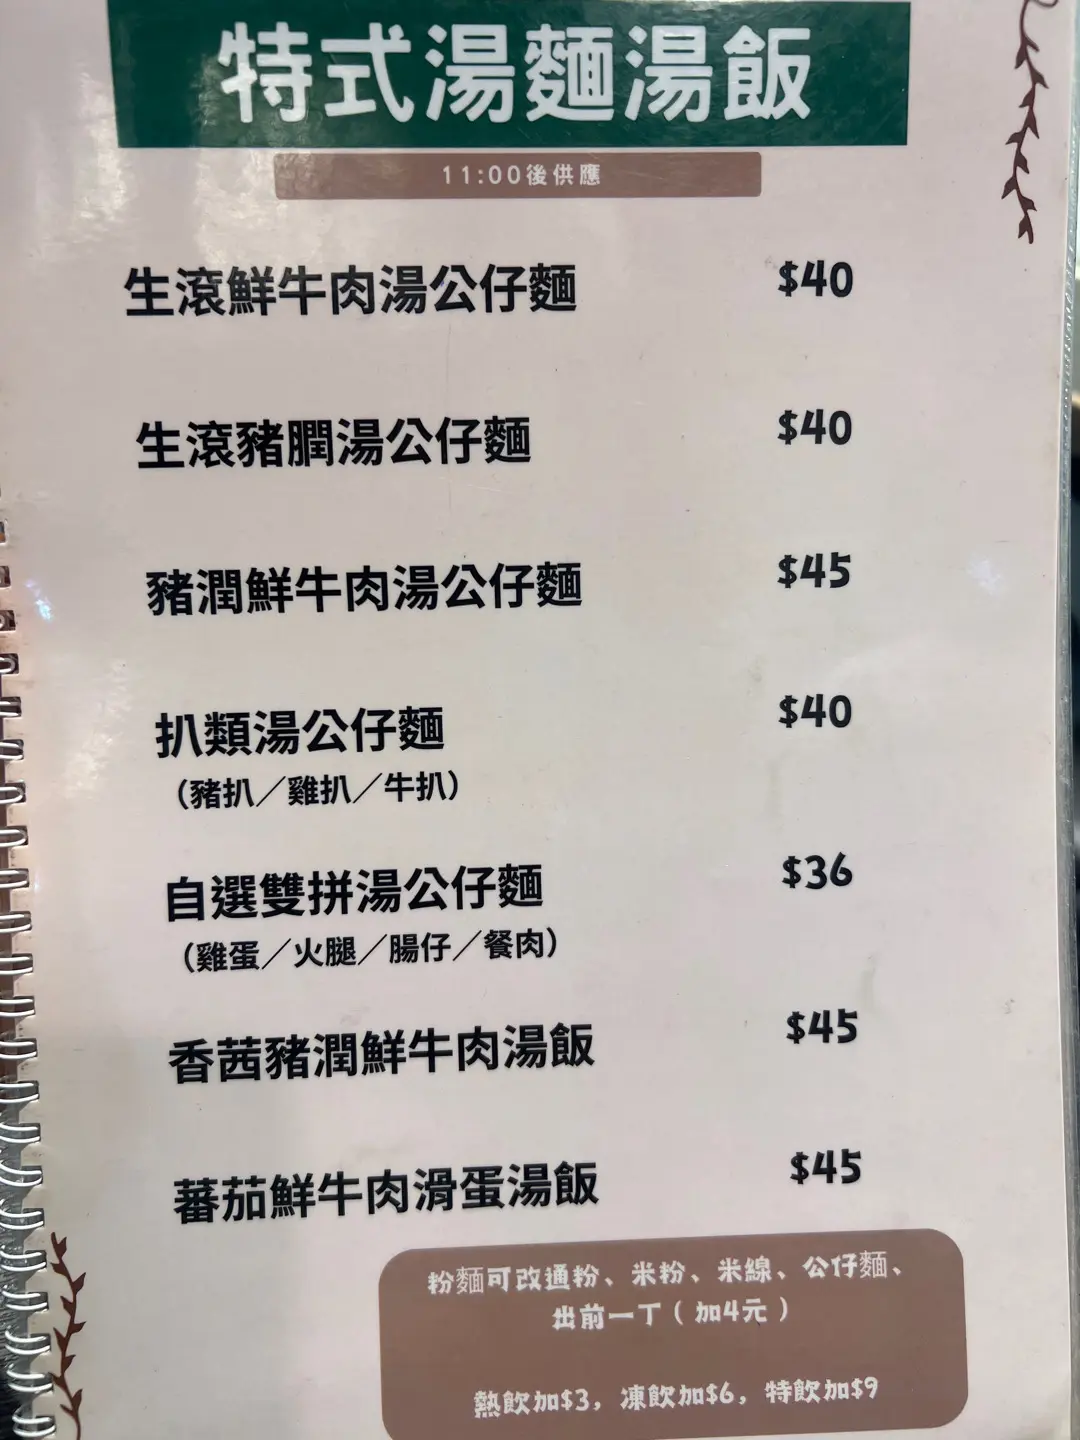 特式湯麵湯飯
11:00後供應
生滾鮮牛肉湯公仔麵 $40
生滾豬膶湯公仔麵 $40
豬潤鮮牛肉湯公仔麵 $45
扒類湯公仔麵 $40
（豬扒／雞扒／牛扒）
自選雙拼湯公仔麵 $36
（雞蛋／火腿／腸仔／餐肉）
香茜豬潤鮮牛肉湯飯 $45
蕃茄鮮牛肉滑蛋湯飯 $45
粉麵可改通粉、米粉、米線、公仔麵、
出前一丁（加4元）
熱飲加$3，凍飲加$6，特飲加$9